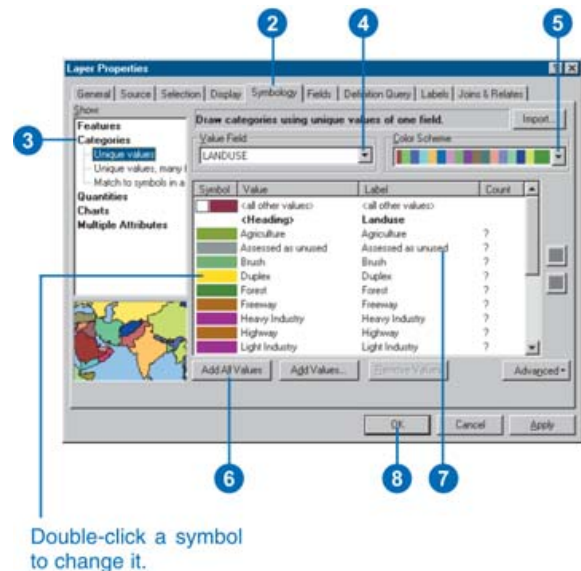 2
4
5
Layer Properties
General Source Selection Display Symbology Fields Definition Query Labels Joins & Relates
Show:
Draw categories using unique values of one field.
Import...
3
Features
Categories
Unique values
Unique values, many
Match to symbols in a
Quantities
Charts
Multiple Attributes
Value Field
Color Scheme
LANDUSE
Symbol Value Label Count
<all other values> <all other values>
<Heading> Landuse
Agriculture Agriculture ?
Assessed as unused Assessed as unused ?
Brush Brush ?
Duplex Duplex ?
Forest Forest ?
Freeway Freeway ?
Heavy Industry Heavy Industry ?
Highway Highway ?
Light Industry Light Industry ?
Add All Values Add Values... Remove Values Advanced
OK Cancel Apply
6
8
7
Double-click a symbol
to change it.